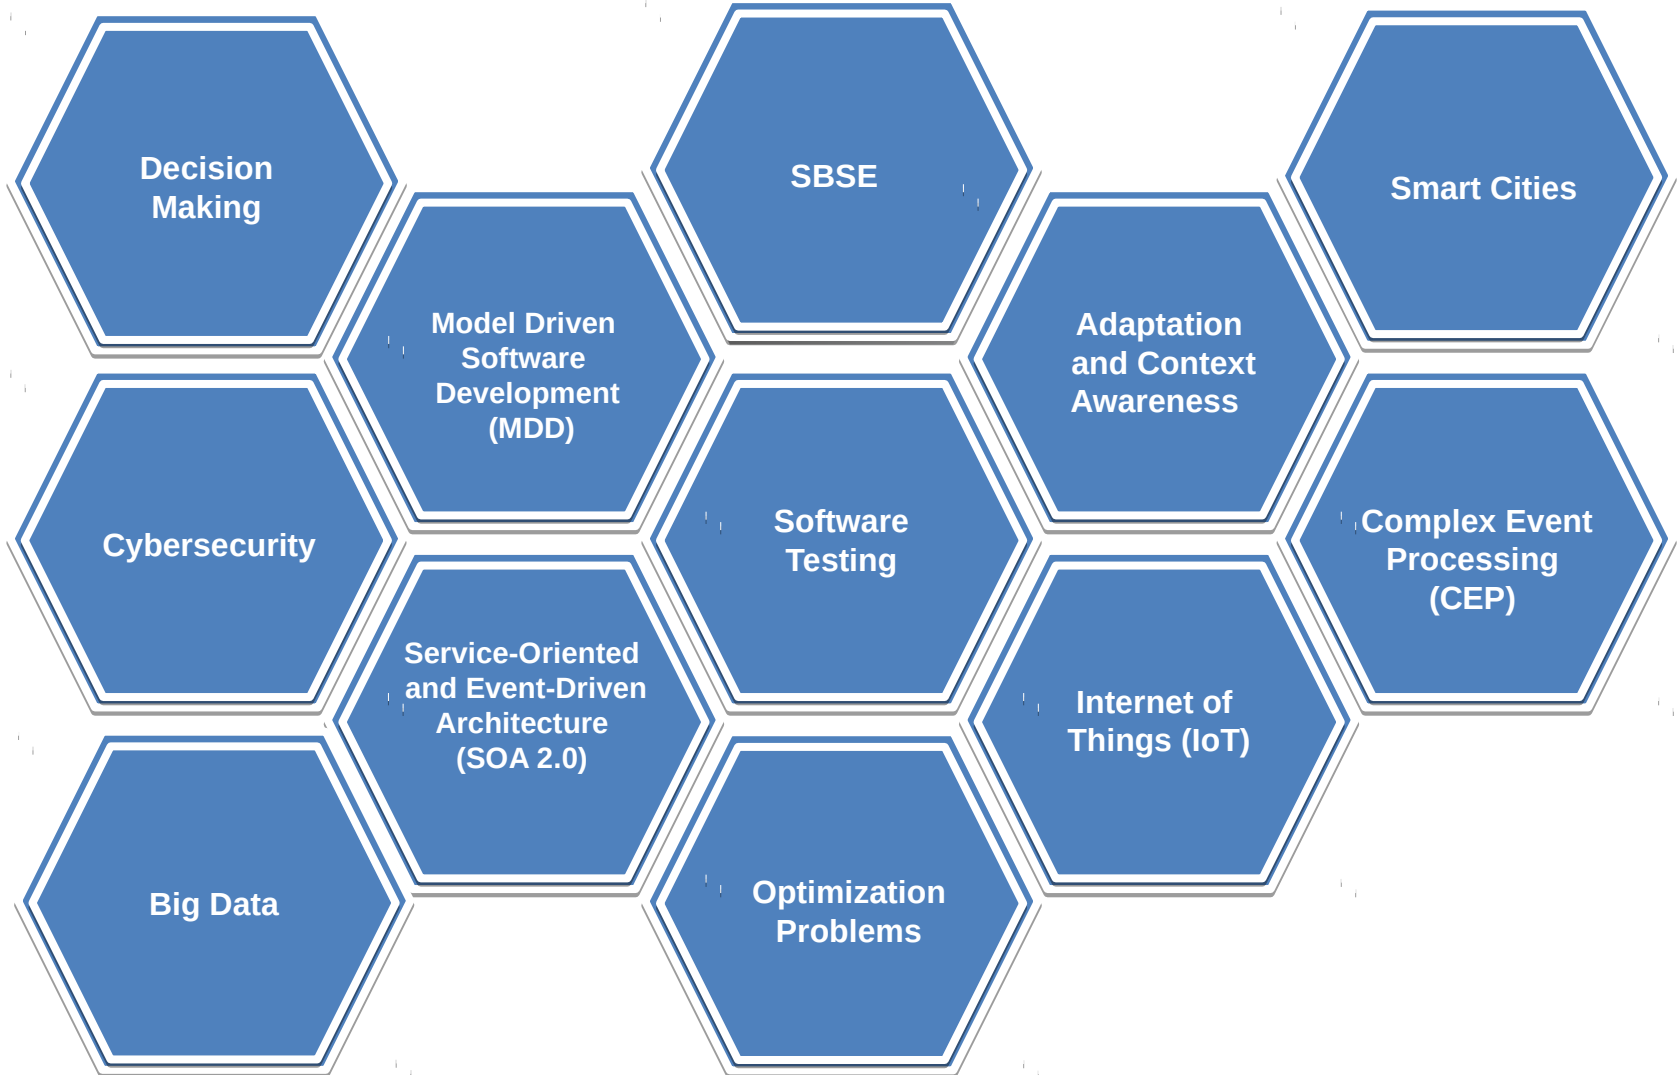 Decision
Making
SBSE
Smart Cities
Model Driven
Software
Development
(MDD)
Adaptation
and Context
Awareness
Cybersecurity
Software
Testing
Complex Event
Processing
(CEP)
Service-Oriented
and Event-Driven
Architecture
(SOA 2.0)
Internet of
Things (IoT)
Big Data
Optimization
Problems